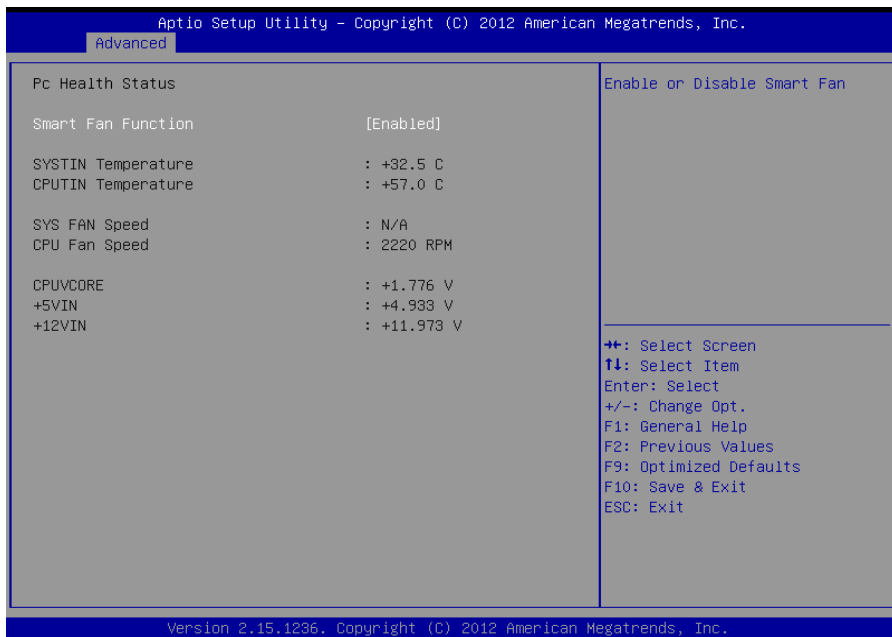 Aptio Setup Utility – Copyright (C) 2012 American Megatrends, Inc.
Advanced
Pc Health Status
Smart Fan Function [Enabled]
SYSTIN Temperature : +32.5 C
CPUTIN Temperature : +57.0 C
SYS FAN Speed : N/A
CPU Fan Speed : 2220 RPM
CPUVCORE : +1.776 V
+5VIN : +4.933 V
+12VIN : +11.973 V
Enable or Disable Smart Fan
→←: Select Screen
↑↓: Select Item
Enter: Select
+/-: Change Opt.
F1: General Help
F2: Previous Values
F9: Optimized Defaults
F10: Save & Exit
ESC: Exit
Version 2.15.1236. Copyright (C) 2012 American Megatrends, Inc.